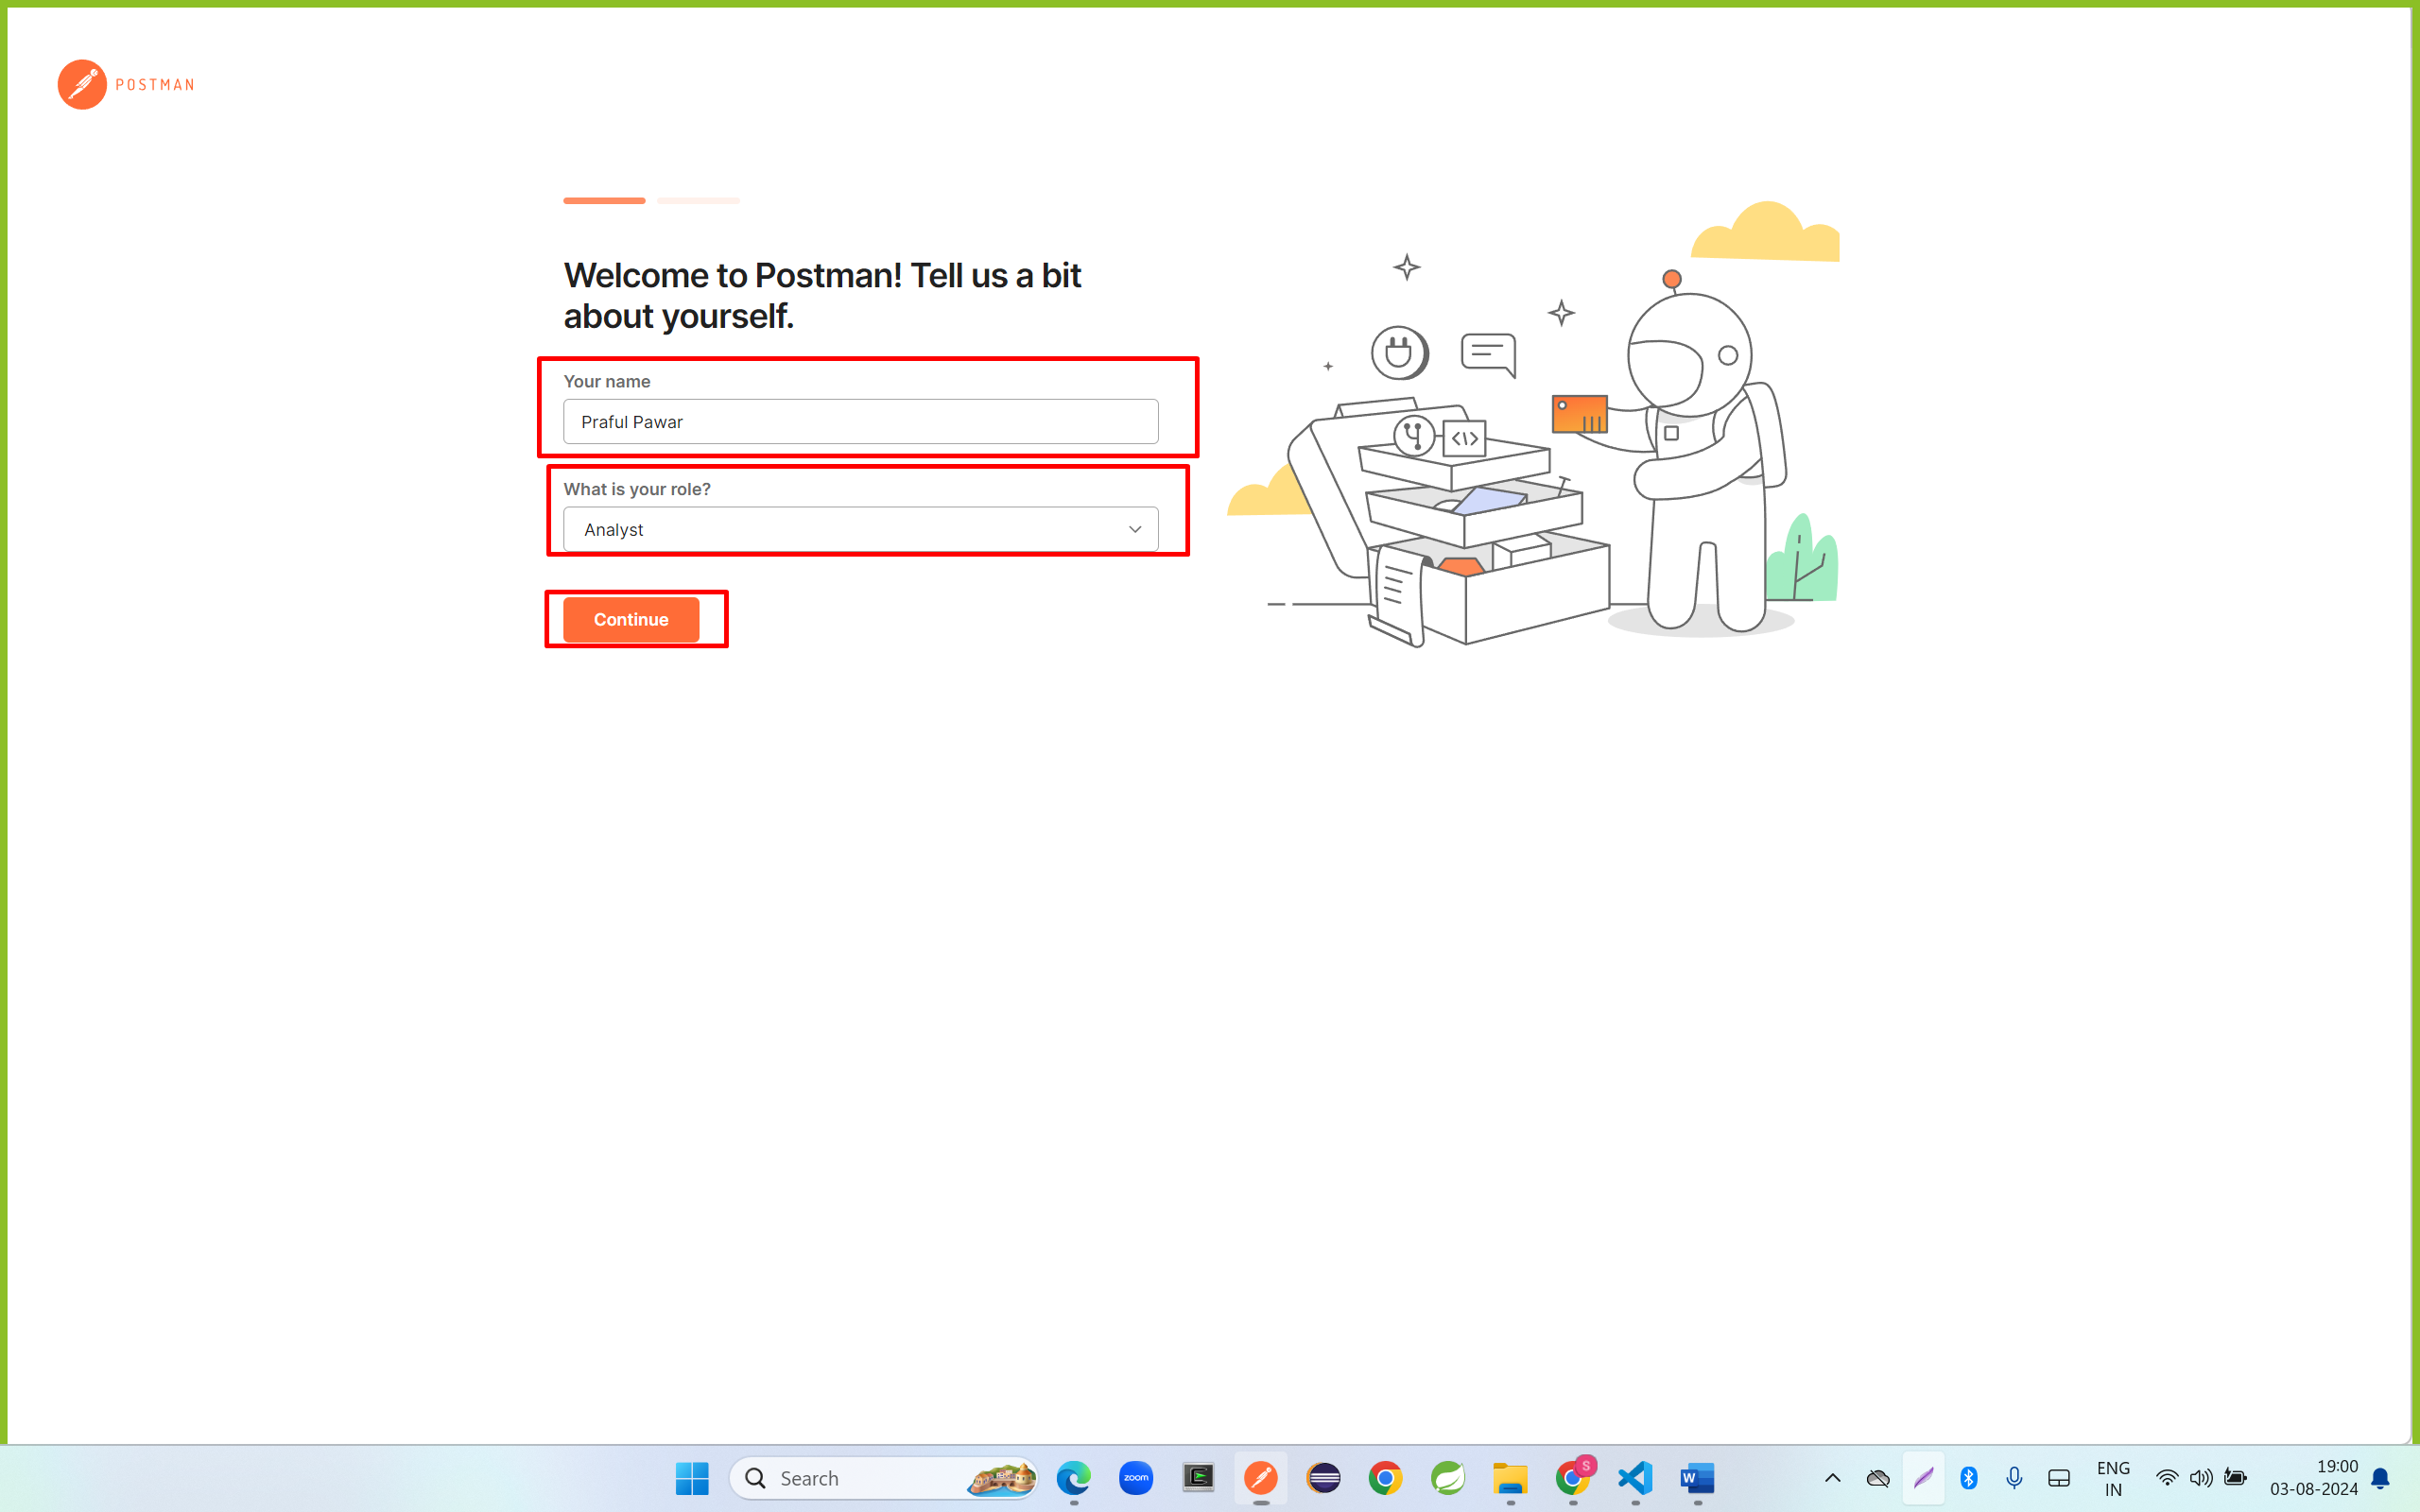 POSTMAN
Welcome to Postman! Tell us a bit
about yourself.
Your name
Praful Pawar
What is your role?
Analyst
Continue
Search
zoom
S
W
ENG
IN
19:00
03-08-2024